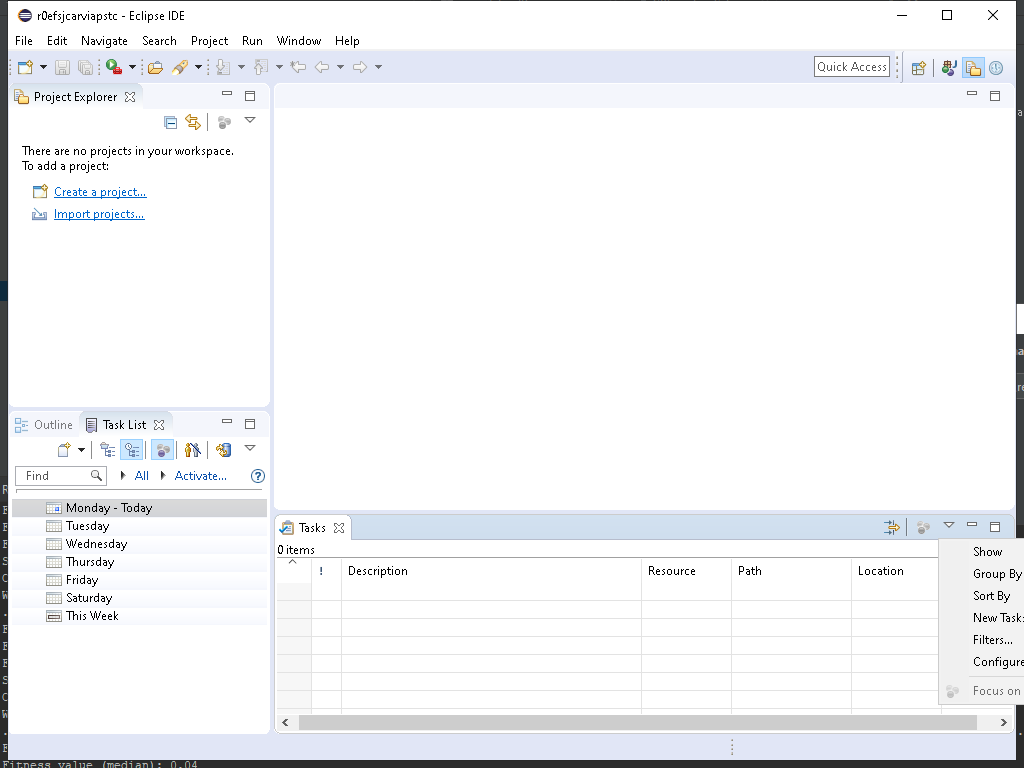 r0efsjcarviapstc - Eclipse IDE
File Edit Navigate Search Project Run Window Help
Quick Access
Project Explorer
There are no projects in your workspace.
To add a project:
Create a project...
Import projects...
Outline Task List
Find All Activate...
Monday - Today
Tuesday
Wednesday
Thursday
Friday
Saturday
This Week
Tasks
0 items
! Description Resource Path Location
Show
Group By
Sort By
New Task
Filters...
Configure
Focus on
Fitness value (median): 0.04